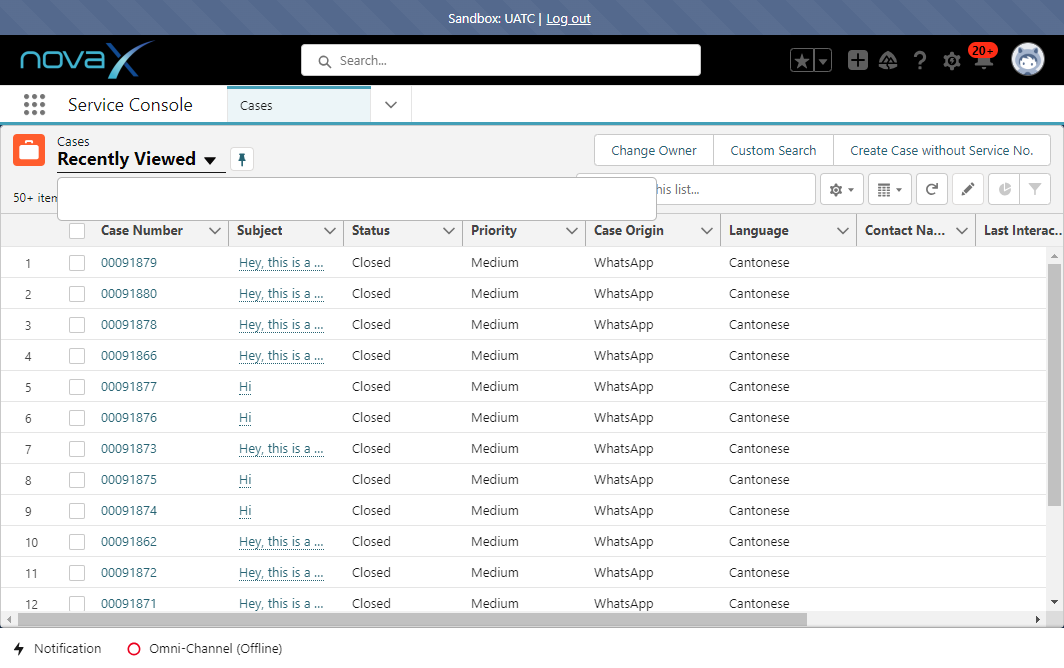 Sandbox: UATC | Log out
novaX
Search...
20+
Service Console
Cases
Cases
Recently Viewed
Change Owner
Custom Search
Create Case without Service No.
50+ item
this list...
Case Number Subject Status Priority Case Origin Language Contact Na... Last Interac...
1 00091879 Hey, this is a ... Closed Medium WhatsApp Cantonese
2 00091880 Hey, this is a ... Closed Medium WhatsApp Cantonese
3 00091878 Hey, this is a ... Closed Medium WhatsApp Cantonese
4 00091866 Hey, this is a ... Closed Medium WhatsApp Cantonese
5 00091877 Hi Closed Medium WhatsApp Cantonese
6 00091876 Hi Closed Medium WhatsApp Cantonese
7 00091873 Hey, this is a ... Closed Medium WhatsApp Cantonese
8 00091875 Hi Closed Medium WhatsApp Cantonese
9 00091874 Hi Closed Medium WhatsApp Cantonese
10 00091862 Hey, this is a ... Closed Medium WhatsApp Cantonese
11 00091872 Hey, this is a ... Closed Medium WhatsApp Cantonese
12 00091871 Hey, this is a ... Closed Medium WhatsApp Cantonese
Notification
Omni-Channel (Offline)